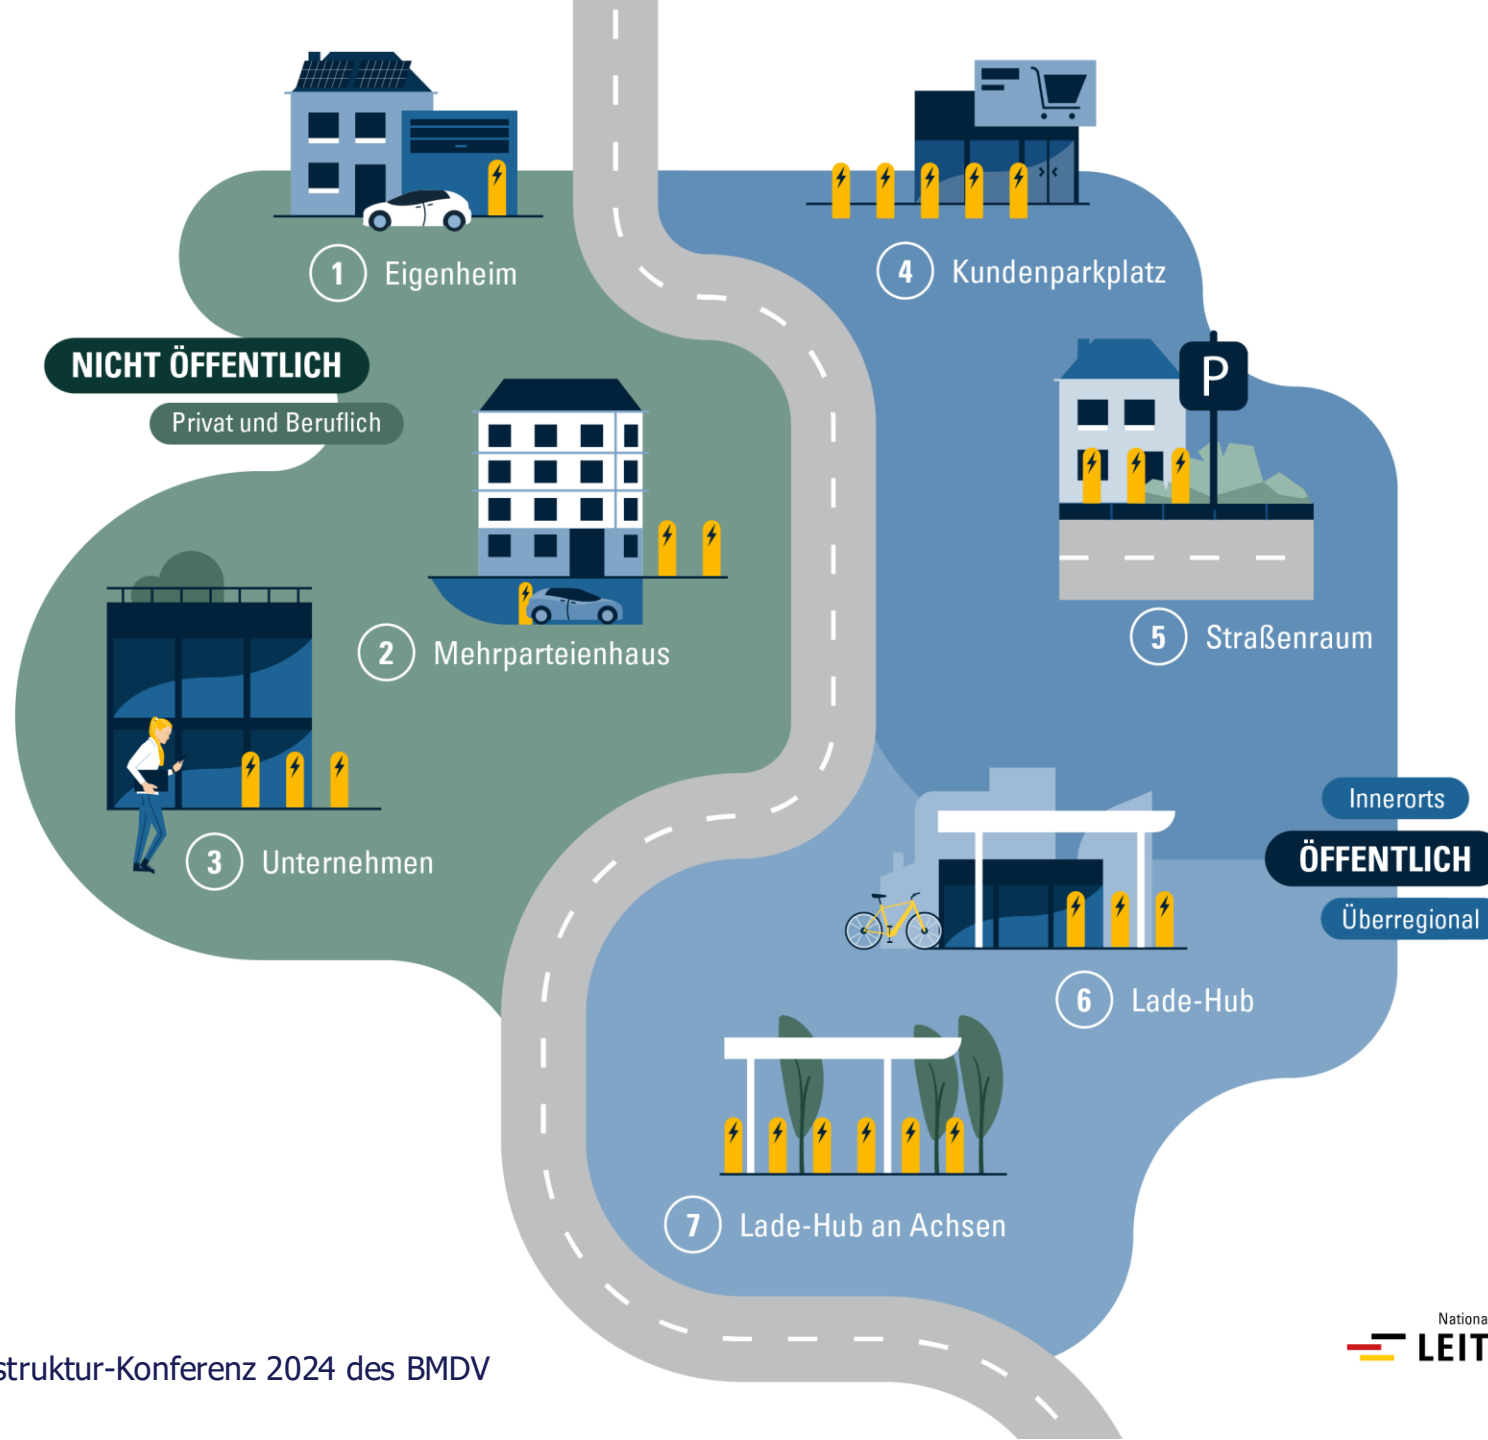 1 Eigenheim
NICHT ÖFFENTLICH
Privat und Beruflich
2 Mehrparteienhaus
3 Unternehmen
4 Kundenparkplatz
P
5 Straßenraum
Innerorts
ÖFFENTLICH
Überregional
6 Lade-Hub
7 Lade-Hub an Achsen
struktur-Konferenz 2024 des BMDV
Nationa
LEIT